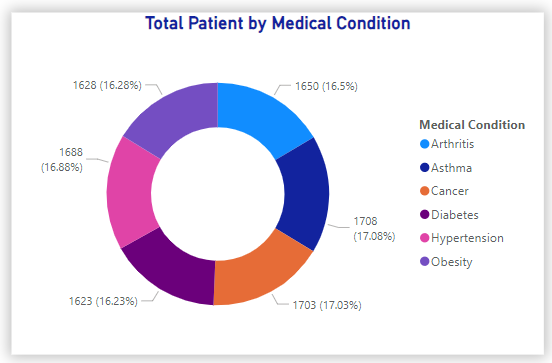 Total Patient by Medical Condition
1628 (16.28%)
1650 (16.5%)
1688
(16.88%)
1708
(17.08%)
1623 (16.23%)
1703 (17.03%)
Medical Condition
Arthritis
Asthma
Cancer
Diabetes
Hypertension
Obesity